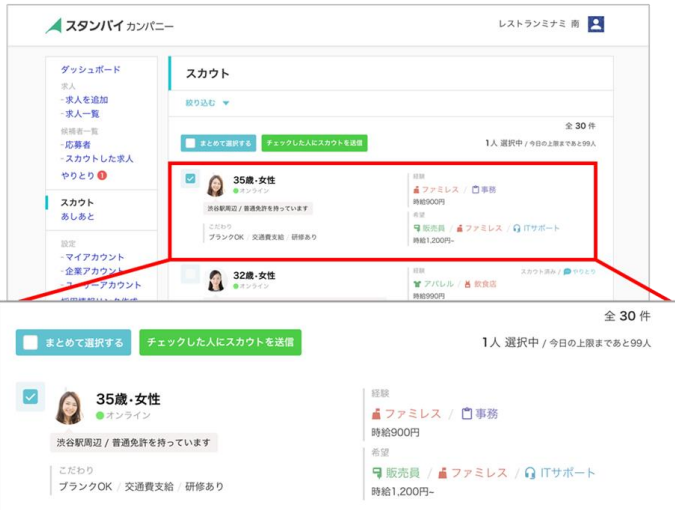 スタンバイ カンパニー
レストランミナミ 南
ダッシュボード
求人
- 求人を追加
- 求人一覧
候補者一覧
- 応募者
- スカウトした求人
やりとり 1
スカウト
あしあと
設定
- マイアカウント
- 企業アカウント
- ユーザーアカウント
スカウト
絞り込む ▼
全 30 件
まとめて選択する チェックした人にスカウトを送信
1人 選択中 / 今日の上限まであと99人
35歳・女性
オンライン
渋谷駅周辺 / 普通免許を持っています
こだわり
ブランクOK / 交通費支給 / 研修あり
経験
ファミレス / 事務
時給900円
希望
販売員 / ファミレス / ITサポート
時給1,200円~
32歳・女性
オンライン
経験
スカウト済み / やりとり
アパレル / 飲食店
時給990円
全 30 件
まとめて選択する チェックした人にスカウトを送信
1人 選択中 / 今日の上限まであと99人
35歳・女性
オンライン
渋谷駅周辺 / 普通免許を持っています
こだわり
ブランクOK / 交通費支給 / 研修あり
経験
ファミレス / 事務
時給900円
希望
販売員 / ファミレス / ITサポート
時給1,200円~